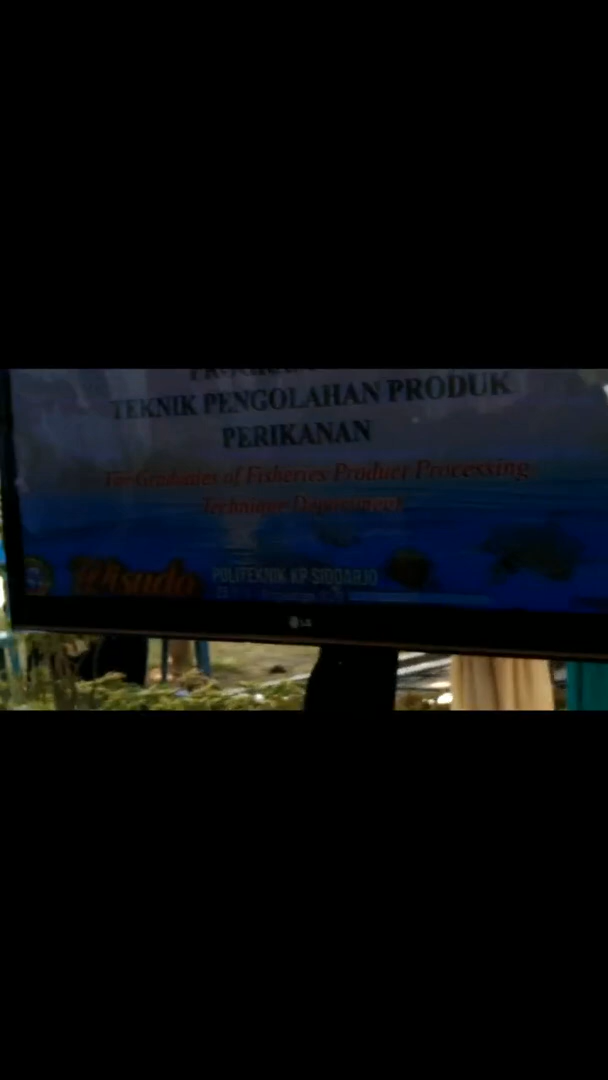 TEKNIK PENGOLAHAN PRODUK
PERIKANAN
The Graduates of Fisheries Product Processing
Technique Department
Wisuda
POLITEKNIK KP SIDOARJO
LG